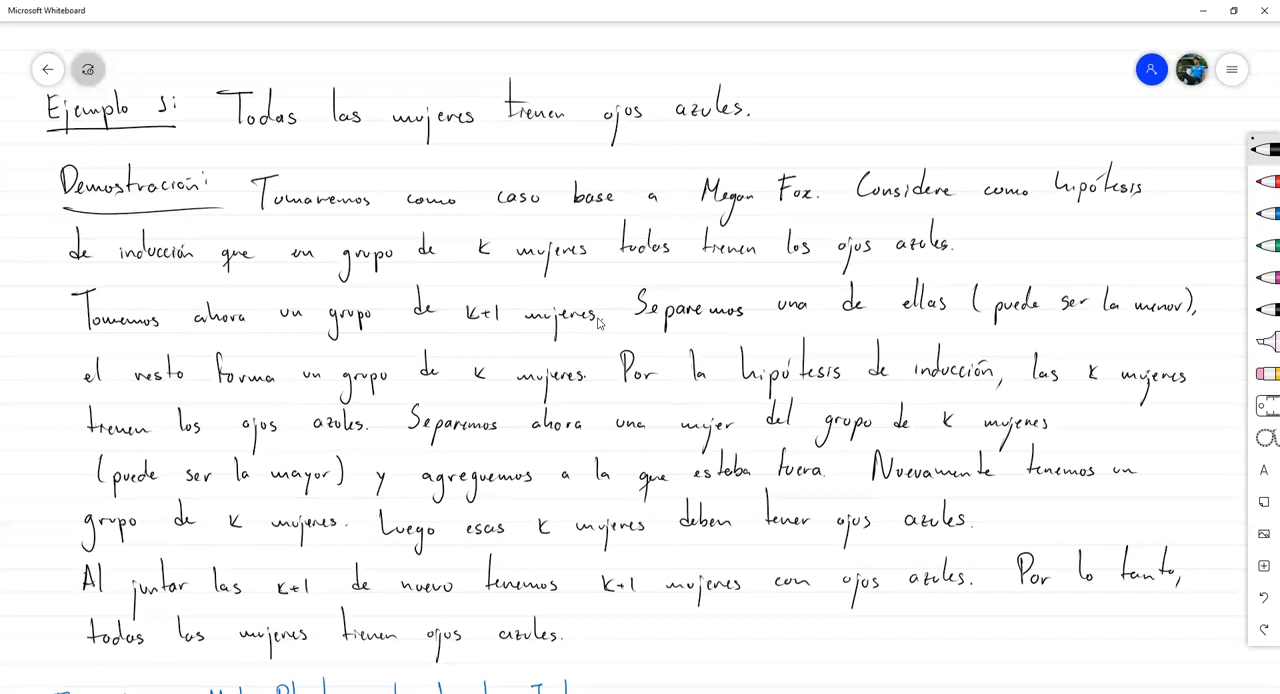 Microsoft Whiteboard
Ejemplo 1: Todas las mujeres tienen ojos azules.
Demostración: Tomaremos como caso base a Megan Fox. Considere como hipótesis
de inducción que un grupo de K mujeres todas tienen los ojos azules.
Tomemos ahora un grupo de K+1 mujeres. Separemos una de ellas (puede ser la menor),
el resto forma un grupo de K mujeres. Por la hipótesis de inducción, las K mujeres
tienen los ojos azules. Separemos ahora una mujer del grupo de K mujeres
(puede ser la mayor) y agreguemos a la que estaba fuera. Nuevamente tenemos un
grupo de K mujeres. Luego esas K mujeres deben tener ojos azules.
Al juntar las K+1 de nuevo tenemos K+1 mujeres con ojos azules. Por lo tanto,
todas las mujeres tienen ojos azules.